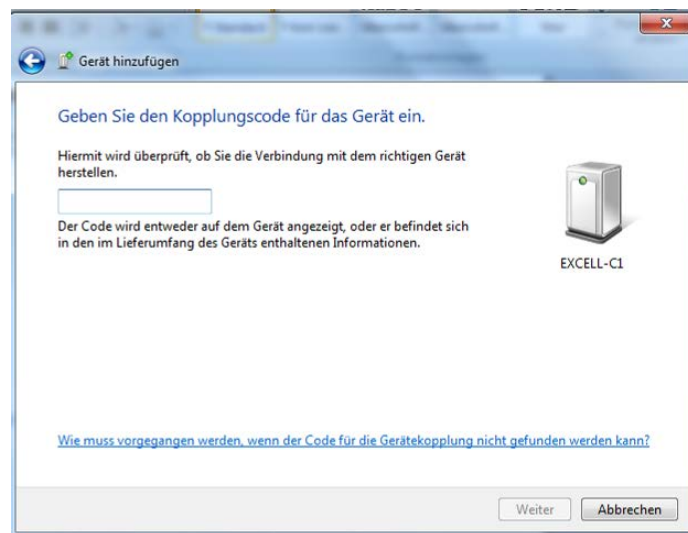 Gerät hinzufügen
Geben Sie den Kopplungscode für das Gerät ein.
Hiermit wird überprüft, ob Sie die Verbindung mit dem richtigen Gerät
herstellen.
Der Code wird entweder auf dem Gerät angezeigt, oder er befindet sich
in den im Lieferumfang des Geräts enthaltenen Informationen.
EXCELL-C1
Wie muss vorgegangen werden, wenn der Code für die Gerätekopplung nicht gefunden werden kann?
Weiter
Abbrechen